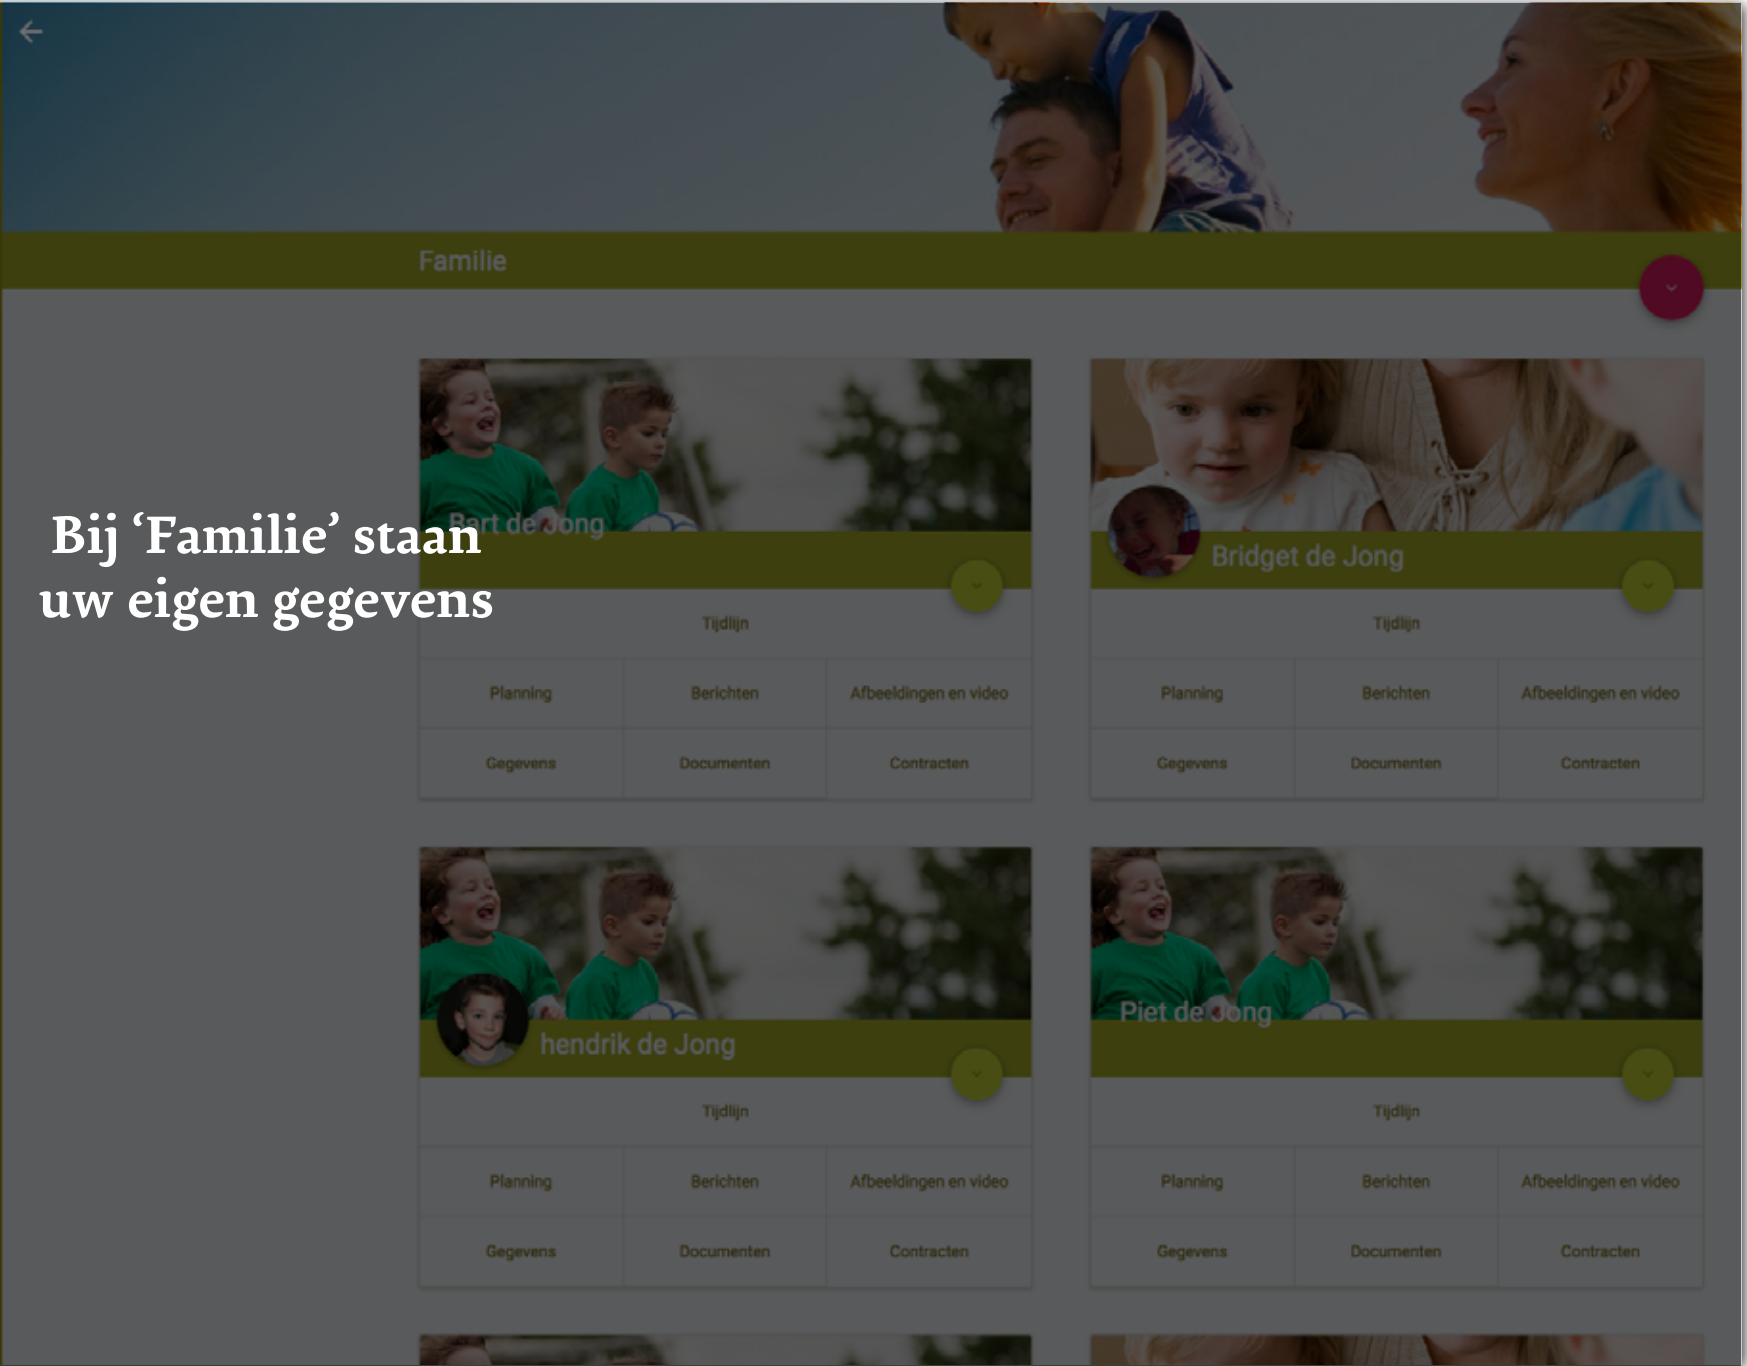 Familie
Bij ‘Familie’ staan
uw eigen gegevens
Bart de Jong
Tijdlijn
Planning
Berichten
Afbeeldingen en video
Gegevens
Documenten
Contracten
Bridget de Jong
Tijdlijn
Planning
Berichten
Afbeeldingen en video
Gegevens
Documenten
Contracten
hendrik de Jong
Tijdlijn
Planning
Berichten
Afbeeldingen en video
Gegevens
Documenten
Contracten
Piet de Jong
Tijdlijn
Planning
Berichten
Afbeeldingen en video
Gegevens
Documenten
Contracten